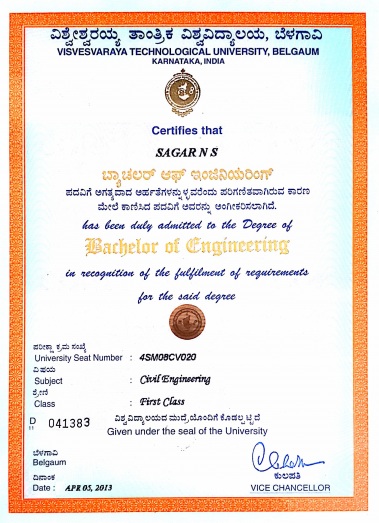 ವಿಶ್ವೇಶ್ವರಯ್ಯ ತಾಂತ್ರಿಕ ವಿಶ್ವವಿದ್ಯಾಲಯ, ಬೆಳಗಾವಿ
VISVESVARAYA TECHNOLOGICAL UNIVERSITY, BELGAUM
KARNATAKA, INDIA
Certifies that
SAGAR N S
ಬ್ಯಾಚಲರ್ ಆಫ್ ಇಂಜಿನಿಯರಿಂಗ್
ಪದವಿಗೆ ಅಗತ್ಯವಾದ ಅರ್ಹತೆಗಳನ್ನುಳ್ಳವರೆಂದು ಪರಿಗಣಿತವಾಗಿರುವ ಕಾರಣ
ಮೇಲೆ ಕಾಣಿಸಿದ ಪದವಿಗೆ ಅವರನ್ನು ಅಂಗೀಕರಿಸಲಾಗಿದೆ.
has been duly admitted to the Degree of
Bachelor of Engineering
in recognition of the fulfilment of requirements
for the said degree
ಪರೀಕ್ಷಾ ಕ್ರಮ ಸಂಖ್ಯೆ
University Seat Number : 4SM08CV020
ವಿಷಯ
Subject : Civil Engineering
ಶ್ರೇಣಿ
Class : First Class
D 041383 ವಿಶ್ವವಿದ್ಯಾಲಯದ ಮುದ್ರೆಯೊಂದಿಗೆ ಕೊಡಲ್ಪಟ್ಟಿದೆ
Given under the seal of the University
ಬೆಳಗಾವಿ
Belgaum
ದಿನಾಂಕ ಕುಲಪತಿ
Date : APR 05, 2013 VICE CHANCELLOR